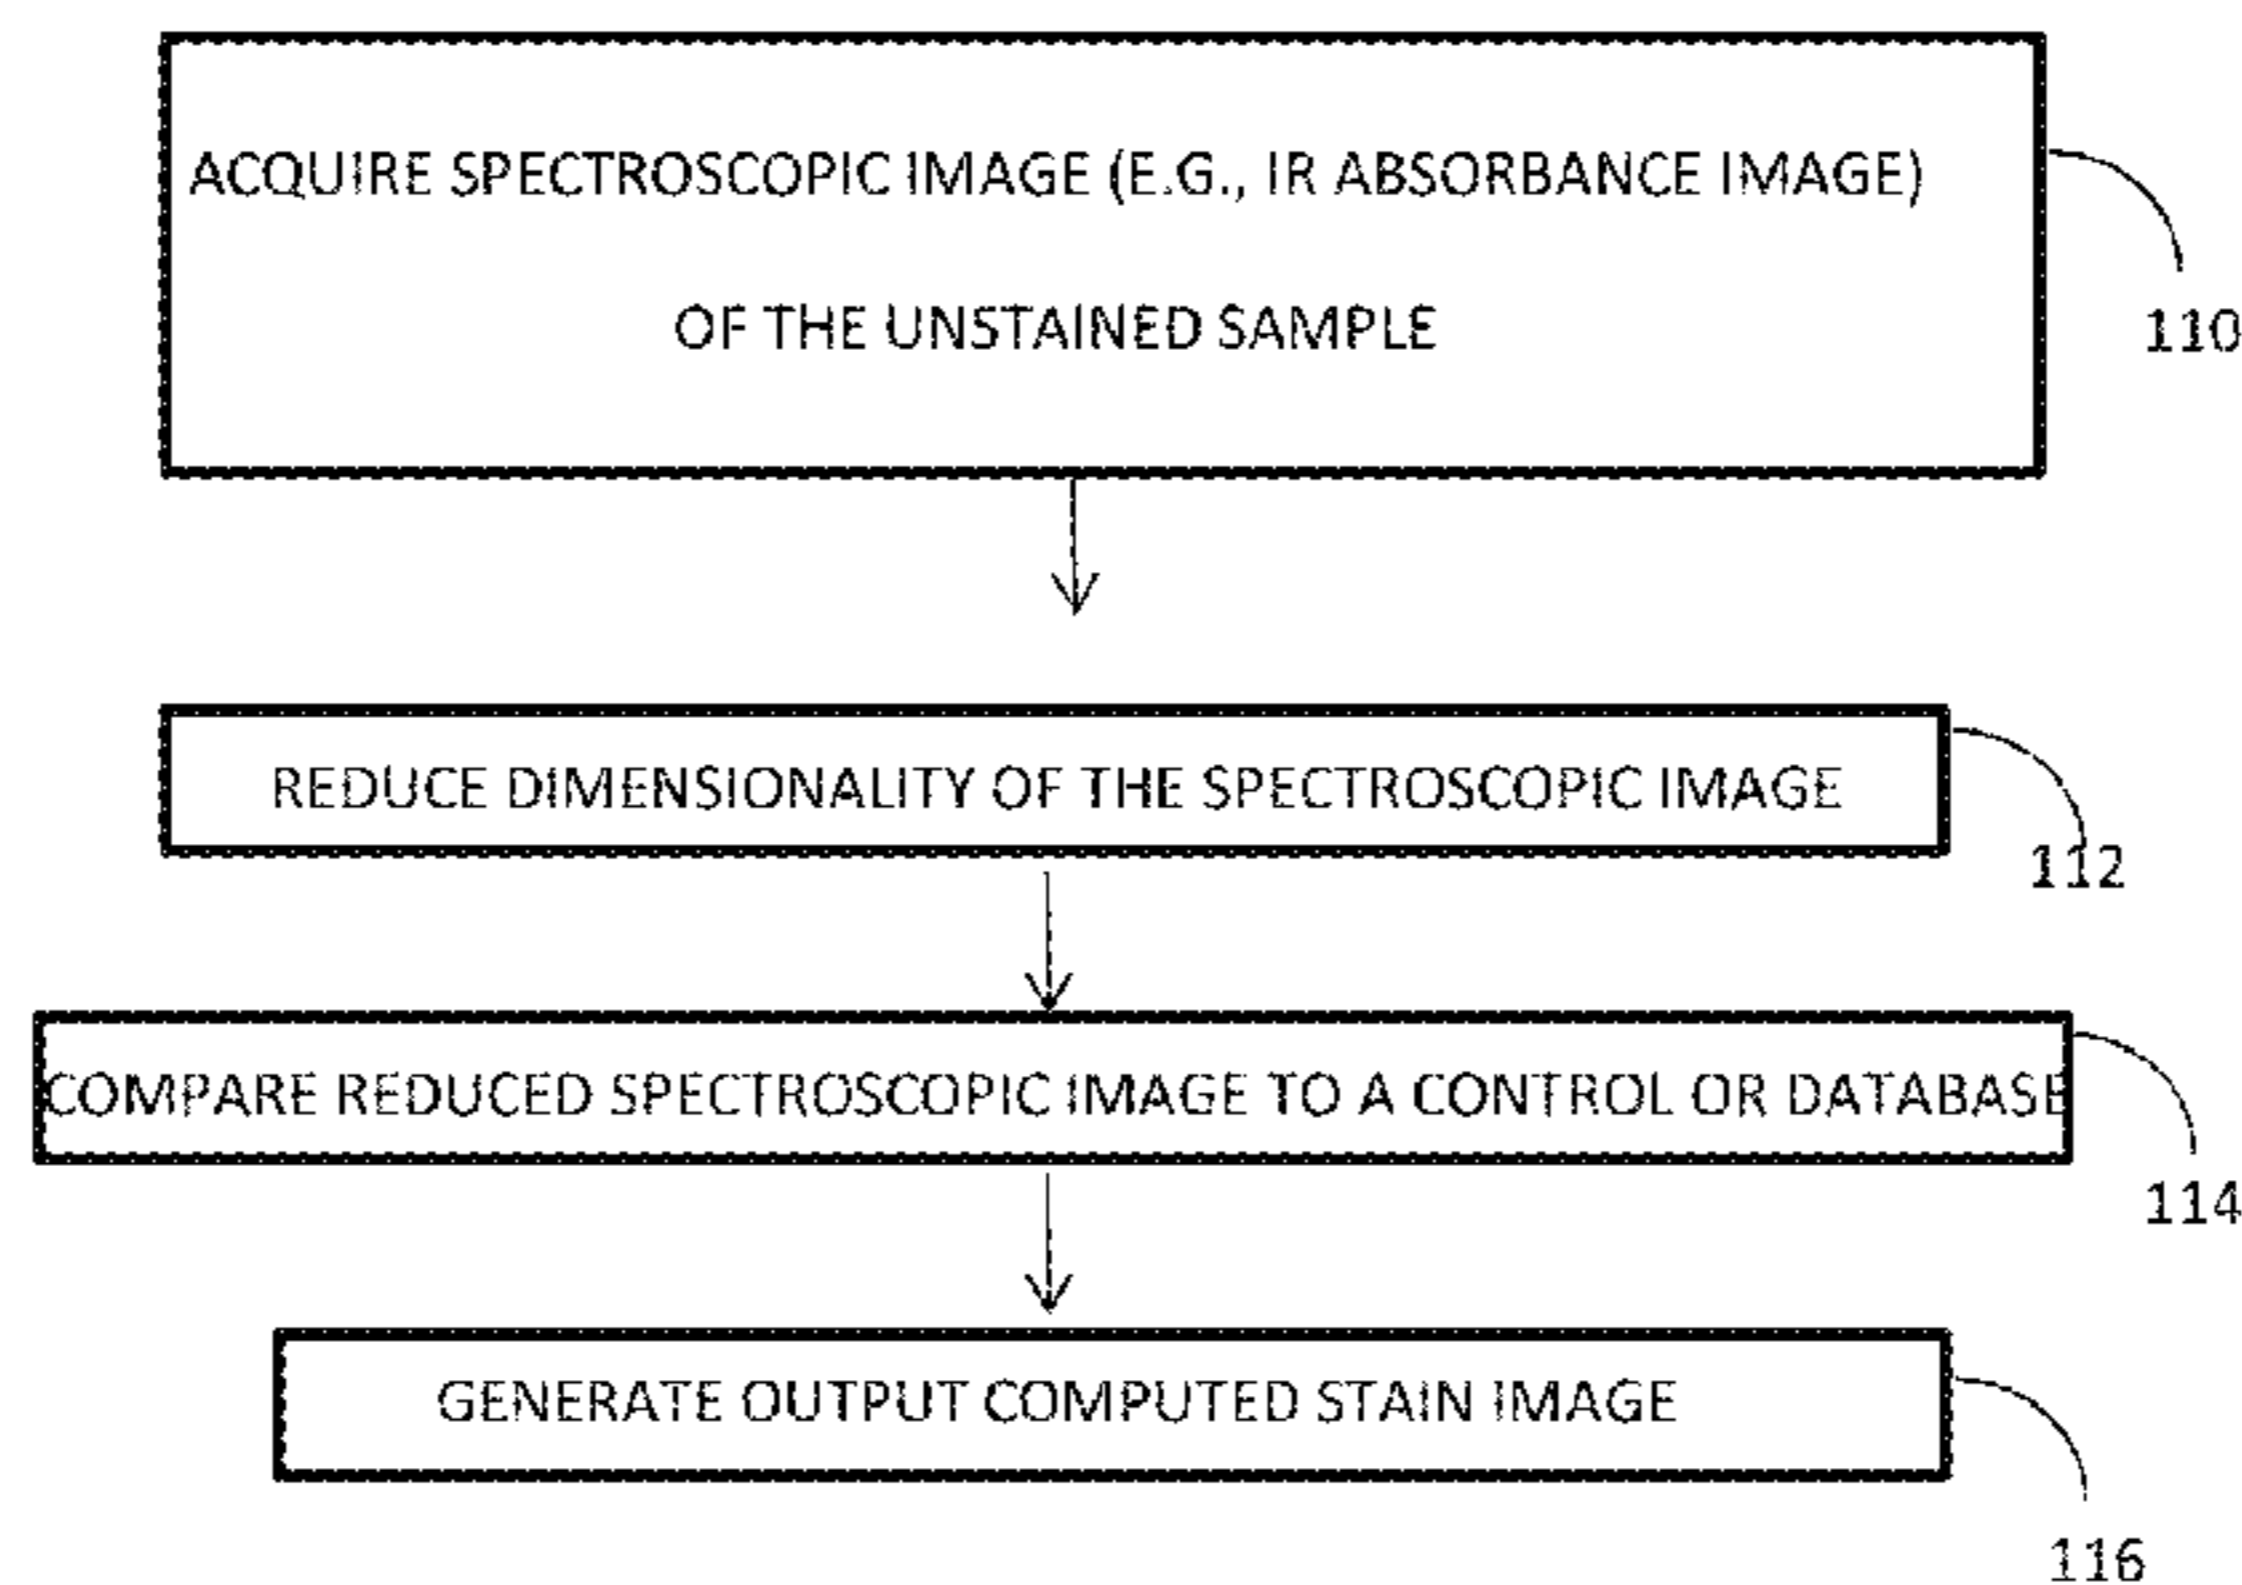 ACQUIRE SPECTROSCOPIC IMAGE (E.G., IR ABSORBANCE IMAGE)
OF THE UNSTAINED SAMPLE
110
REDUCE DIMENSIONALITY OF THE SPECTROSCOPIC IMAGE
112
COMPARE REDUCED SPECTROSCOPIC IMAGE TO A CONTROL OR DATABASE
114
GENERATE OUTPUT COMPUTED STAIN IMAGE
116